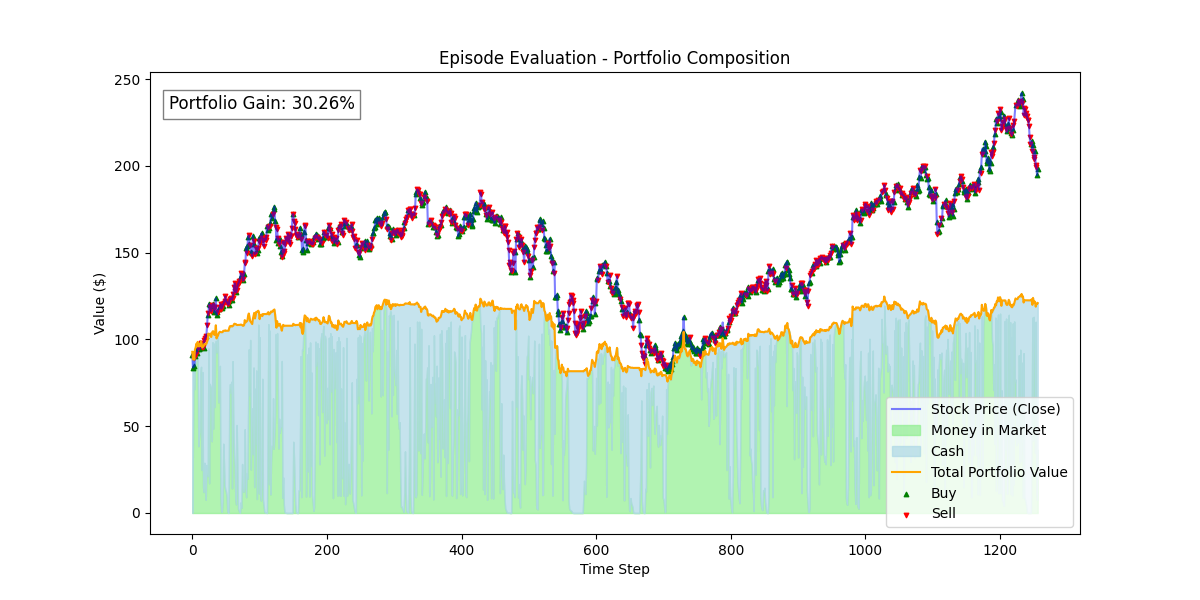 Episode Evaluation - Portfolio Composition
Portfolio Gain: 30.26%
Value ($)
250
200
150
100
50
0
0 200 400 600 800 1000 1200
Time Step
Stock Price (Close)
Money in Market
Cash
Total Portfolio Value
Buy
Sell